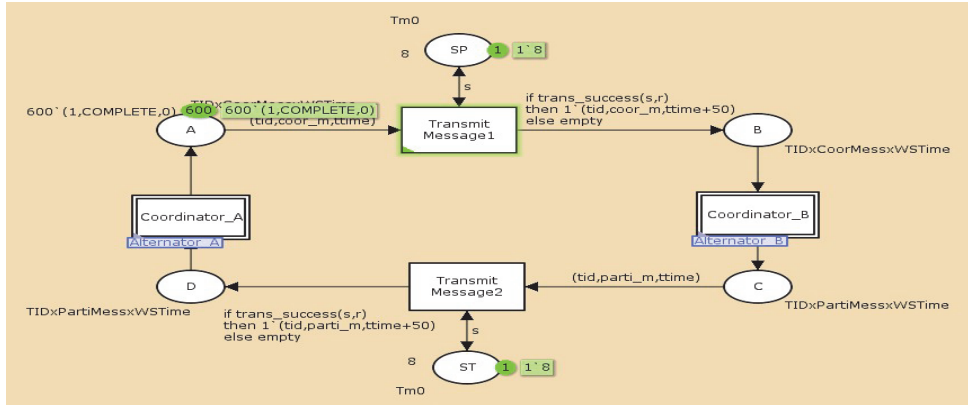 Tm0
8
SP
1
1`8
s
600`(1,COMPLETE,0)
600
600`(1,COMPLETE,0)
TIDxCoorMessxWSTime
A
(tid,coor_m,ttime)
Transmit
Message1
if trans_success(s,r)
then 1`(tid,coor_m,ttime+50)
else empty
B
TIDxCoorMessxWSTime
Coordinator_A
Alternator_A
Coordinator_B
Alternator_B
D
TIDxPartiMessxWSTime
Transmit
Message2
(tid,parti_m,ttime)
C
TIDxPartiMessxWSTime
if trans_success(s,r)
then 1`(tid,parti_m,ttime+50)
else empty
s
8
ST
1
1`8
Tm0